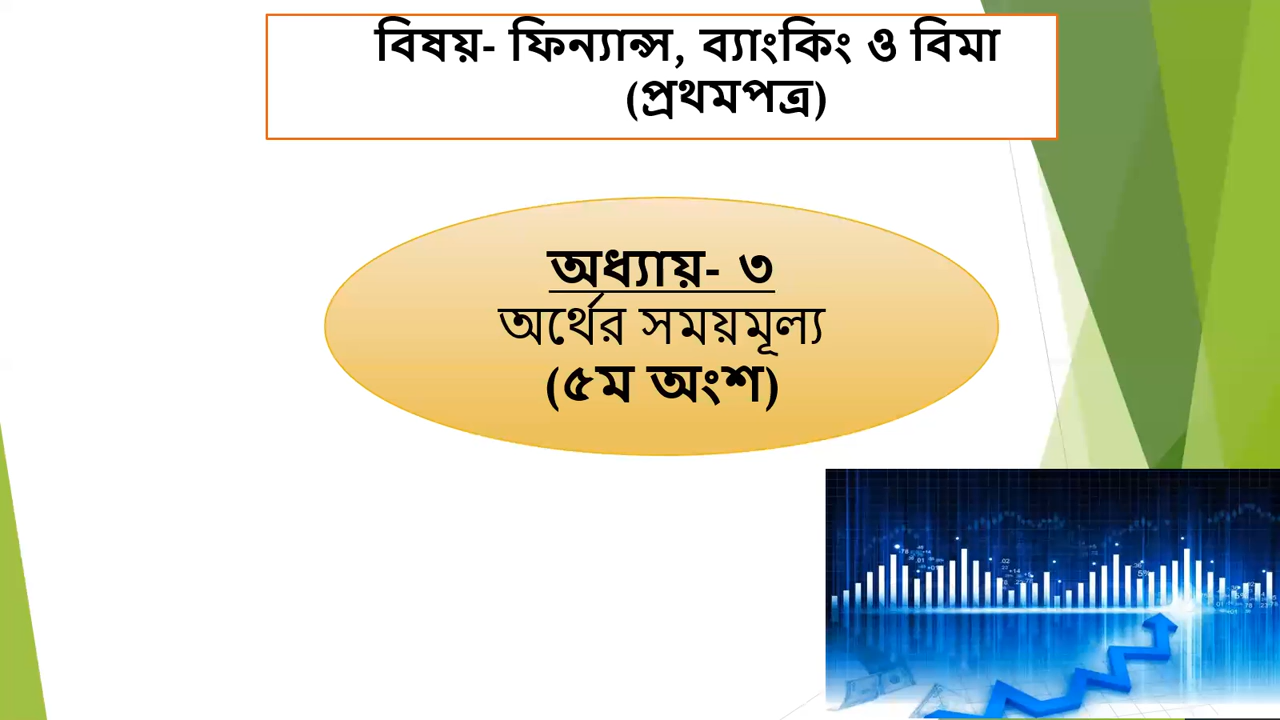 বিষয়- ফিন্যান্স, ব্যাংকিং ও বিমা
(প্রথমপত্র)
অধ্যায়- ৩
অর্থের সময়মূল্য
(৫ম অংশ)